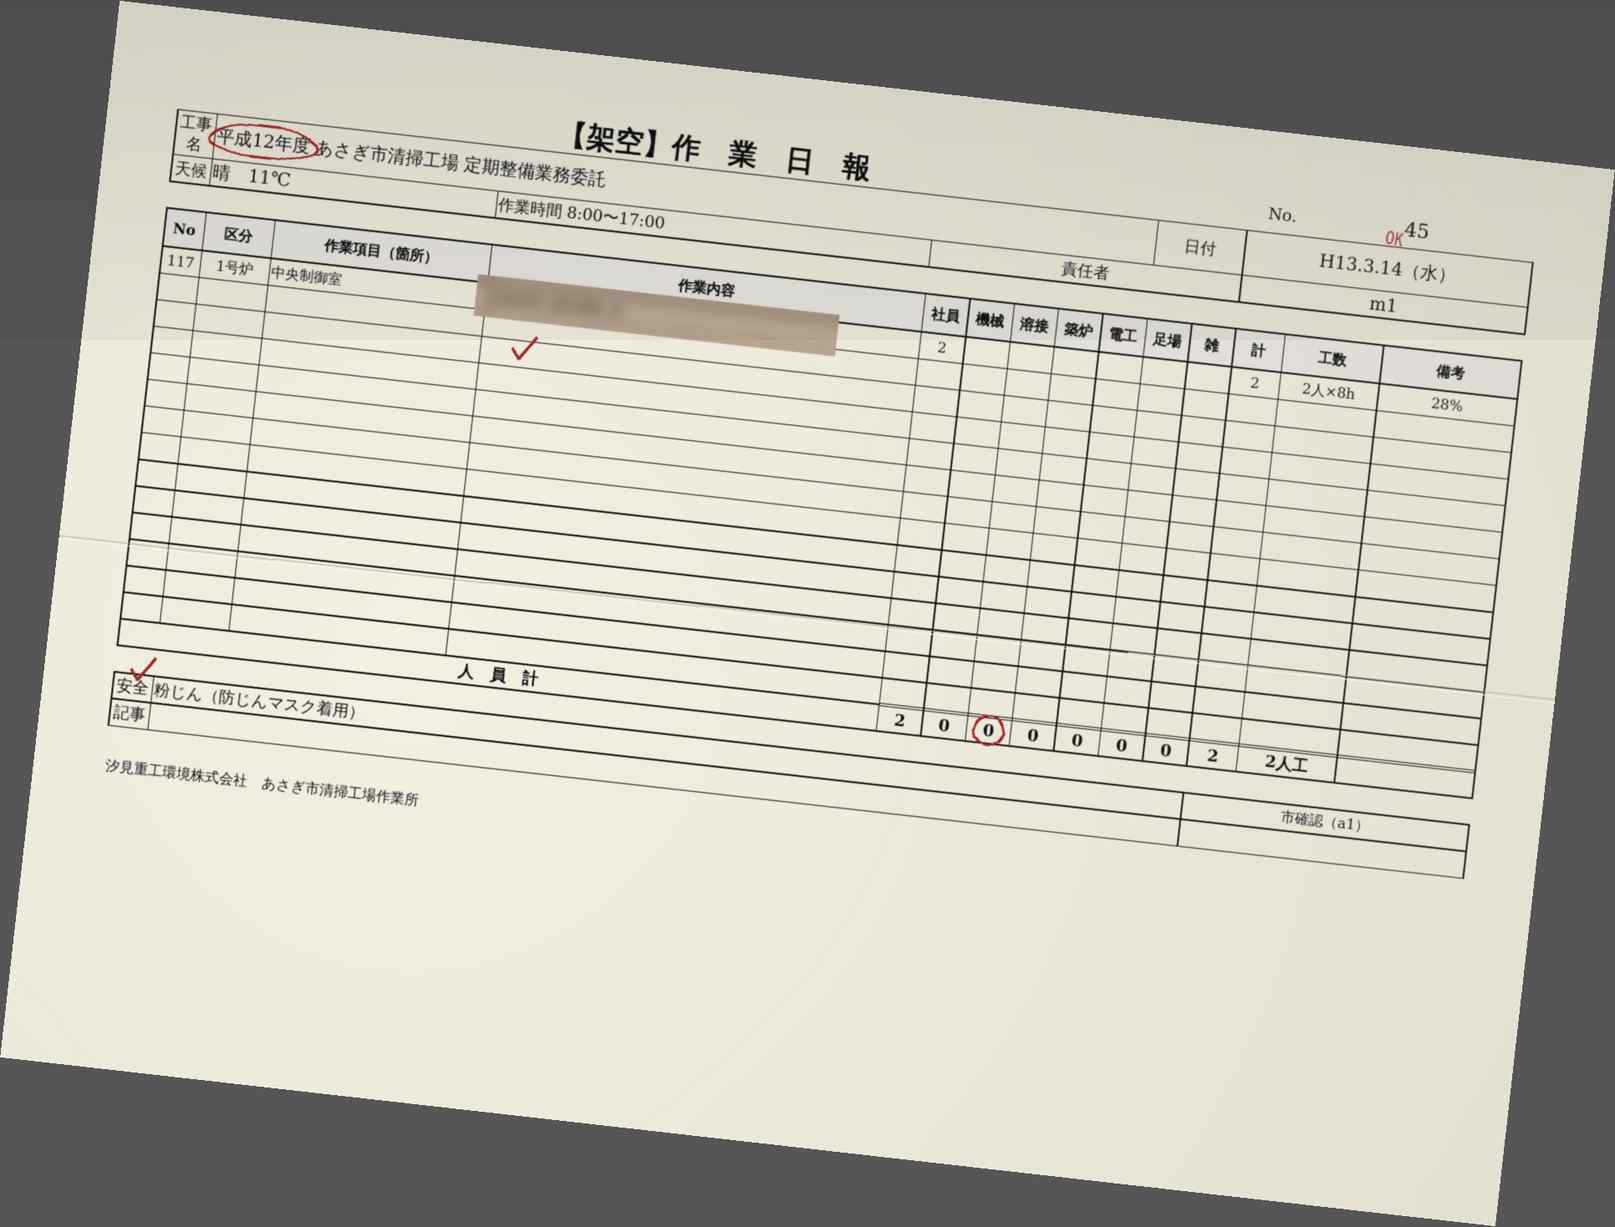 【架空】作 業 日 報
No. 45
OK
工事名 平成12年度 あさぎ市清掃工場 定期整備業務委託 日付 H13.3.14（水）
天候 晴 11℃ 作業時間 8:00〜17:00 責任者 m1
No 区分 作業項目（箇所） 作業内容 社員 機械 溶接 築炉 電工 足場 雑 計 工数 備考
117 1号炉 中央制御室 2 2 2人×8h 28%
人 員 計 2 0 0 0 0 0 0 2 2人工
安全 粉じん（防じんマスク着用） 市確認（a1）
記事
汐見重工環境株式会社 あさぎ市清掃工場作業所